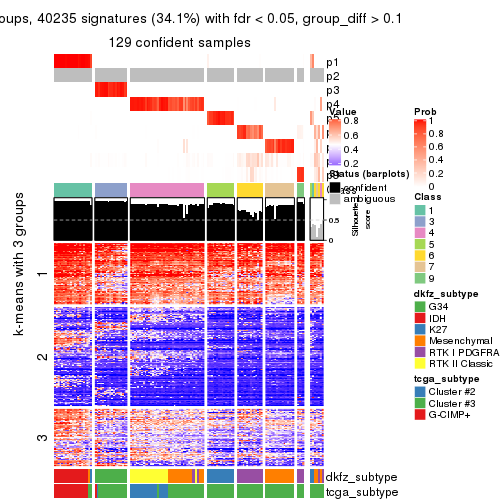 oups, 40235 signatures (34.1%) with fdr < 0.05, group_diff > 0.1
129 confident samples
p1
p2
p3
p4
Value
0.8
0.6
0.4
0.2
Prob
1
0.8
0.6
0.4
0.2
0
Status (barplots)
confident
ambiguous
0.5
0
Silhouette
score
Class
1
3
4
5
6
7
9
dkfz_subtype
G34
IDH
K27
Mesenchymal
RTK I PDGFRA
RTK II Classic
tcga_subtype
Cluster #2
Cluster #3
G-CIMP+
k-means with 3 groups
1
2
3
dkfz_subtype
tcga_subtype